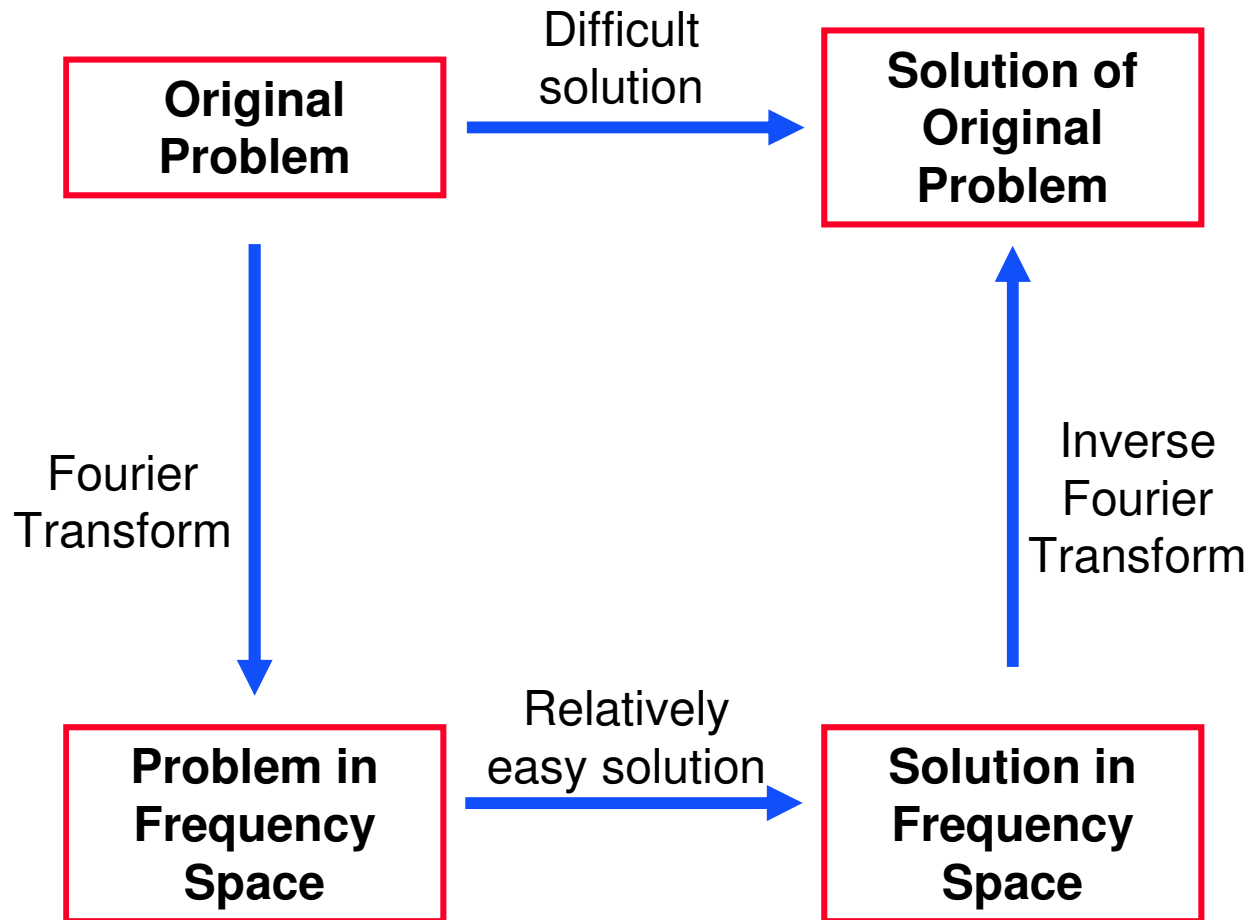 Original
Problem
Difficult
solution
Solution of
Original
Problem
Fourier
Transform
Inverse
Fourier
Transform
Problem in
Frequency
Space
Relatively
easy solution
Solution in
Frequency
Space